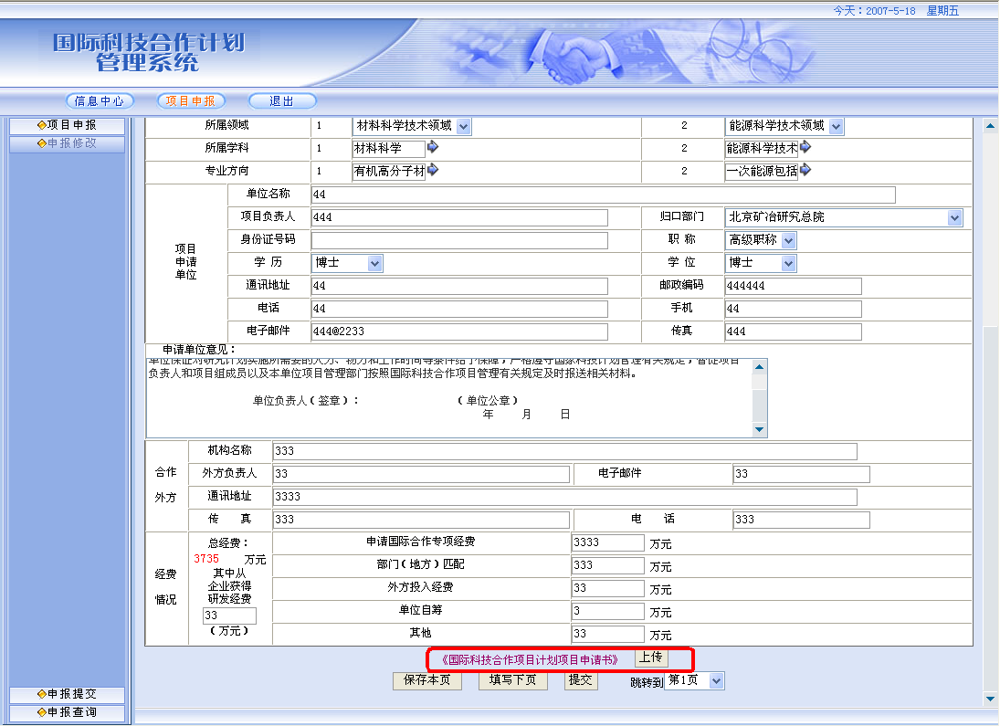 今天：2007-5-18 星期五
国际科技合作计划
管理系统
信息中心 项目申报 退出
项目申报
申报修改
所属领域 1 材料科学技术领域 2 能源科学技术领域
所属学科 1 材料科学 2 能源科学技术
专业方向 1 有机高分子材 2 一次能源包括
项目
申请
单位
单位名称 44
项目负责人 444 归口部门 北京矿冶研究总院
身份证号码 职 称 高级职称
学 历 博士 学 位 博士
通讯地址 44 邮政编码 444444
电话 44 手机 44
电子邮件 444@2233 传真 444
申请单位意见：
单位保证对研究计划实施所需要的人力、物力和工作时间等条件给予保障，严格遵守国家科技计划管理有关规定，督促项目
负责人和项目组成员以及本单位项目管理部门按照国际科技合作项目管理有关规定及时报送相关材料。
单位负责人（签章）： （单位公章）
年 月 日
合作
外方
机构名称 333
外方负责人 33 电子邮件 33
通讯地址 3333
传 真 333 电 话 333
经费
情况
总经费：
3735 万元
其中从
企业获得
研发经费
33
（万元）
申请国际合作专项经费 3333 万元
部门（地方）匹配 333 万元
外方投入经费 33 万元
单位自筹 3 万元
其他 33 万元
《国际科技合作项目计划项目申请书》 上传
保存本页 填写下页 提交 跳转到 第1页
申报提交
申报查询